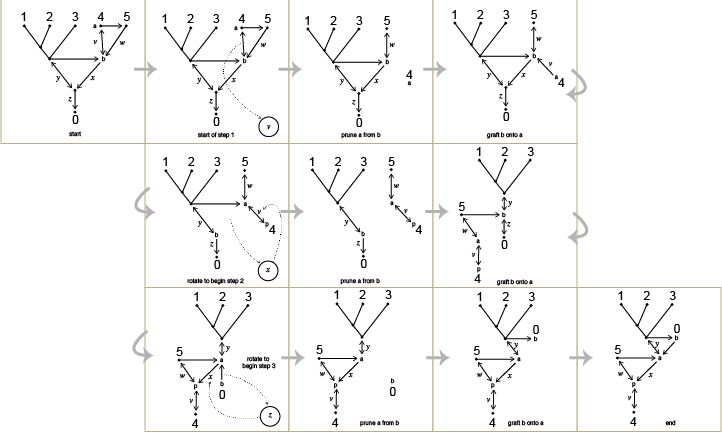 1 2 3 4 5
a
v w
b
y x
z
0
start
1 2 3 4 5
a
v w
b
y x
z
0
v
start of step 1
1 2 3 5
w
b
4
a
y x
z
0
prune a from b
1 2 3 5
w
b
v
a 4
y x
z
0
graft b onto a
1 2 3 5
w
a
v
p
y 4
b
z
0
x
rotate to begin step 2
1 2 3 5
w
a
v p
y 4
b
z
0
prune a from b
1 2 3
y
5 b
w z
a 0
v
p
4
graft b onto a
1 2 3
y
5 a
rotate to
begin step 3
w x
p b
v 0
z
4
1 2 3
y
5 a
w x
p b
v 0
4
prune a from b
1 2 3
0
b
y
5 a
w x
p
v
4
graft b onto a
1 2 3
0
b
y
5 a
w x
p
v
4
end